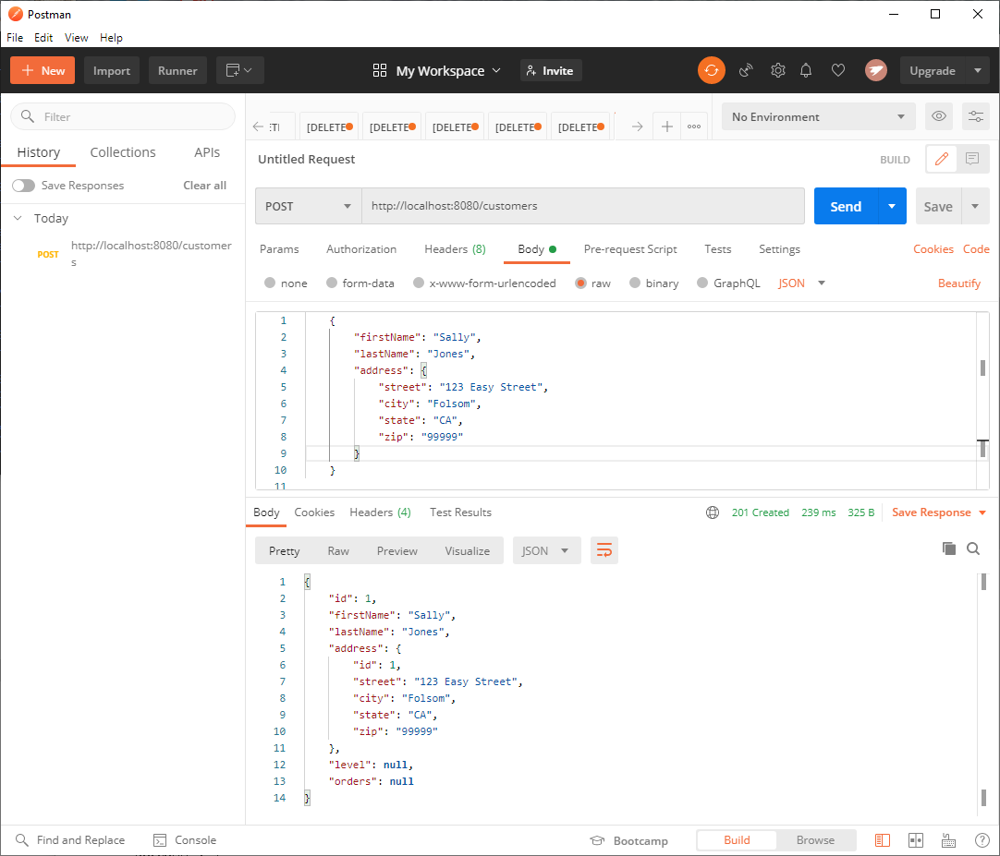 Postman
File Edit View Help
New Import Runner My Workspace Invite Upgrade
Filter
[DELETE [DELETE [DELETE [DELETE [DELETE
No Environment
History Collections APIs
Save Responses Clear all
Today
POST http://localhost:8080/customer
s
Untitled Request BUILD
POST http://localhost:8080/customers Send Save
Params Authorization Headers (8) Body Pre-request Script Tests Settings Cookies Code
none form-data x-www-form-urlencoded raw binary GraphQL JSON Beautify
1 {
2 "firstName": "Sally",
3 "lastName": "Jones",
4 "address": {
5 "street": "123 Easy Street",
6 "city": "Folsom",
7 "state": "CA",
8 "zip": "99999"
9 }
10 }
11
Body Cookies Headers (4) Test Results 201 Created 239 ms 325 B Save Response
Pretty Raw Preview Visualize JSON
1 {
2 "id": 1,
3 "firstName": "Sally",
4 "lastName": "Jones",
5 "address": {
6 "id": 1,
7 "street": "123 Easy Street",
8 "city": "Folsom",
9 "state": "CA",
10 "zip": "99999"
11 },
12 "level": null,
13 "orders": null
14 }
Find and Replace Console Bootcamp Build Browse